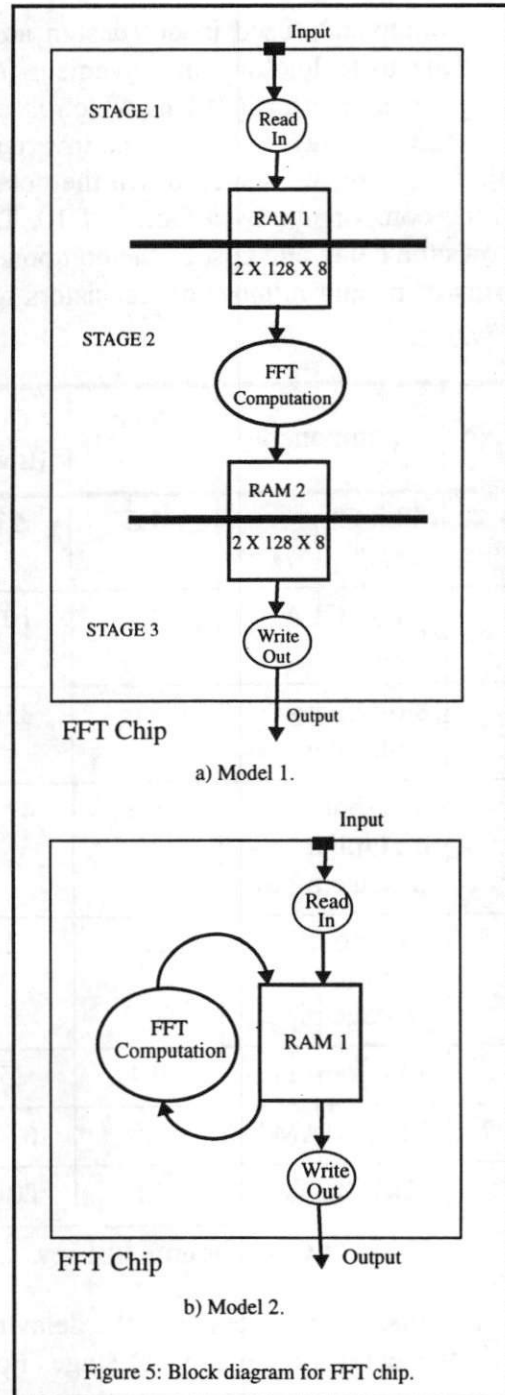 Input
STAGE 1
Read
In
RAM 1
2 X 128 X 8
STAGE 2
FFT
Computation
RAM 2
2 X 128 X 8
STAGE 3
Write
Out
Output
FFT Chip
a) Model 1.
Input
Read
In
FFT
Computation
RAM 1
Write
Out
Output
FFT Chip
b) Model 2.
Figure 5: Block diagram for FFT chip.